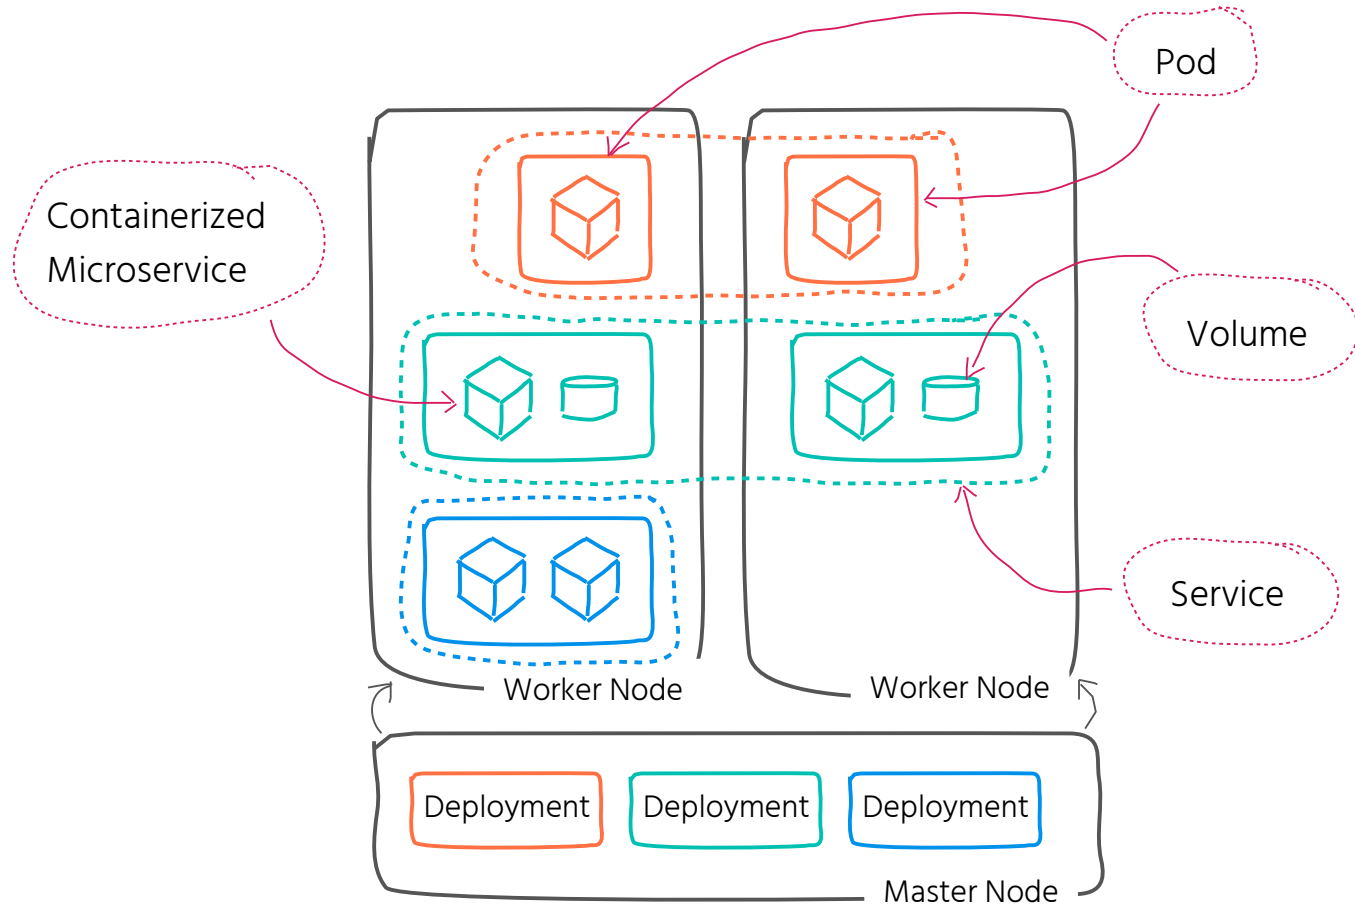 Pod
Containerized
Microservice
Volume
Service
Worker Node
Worker Node
Deployment
Deployment
Deployment
Master Node